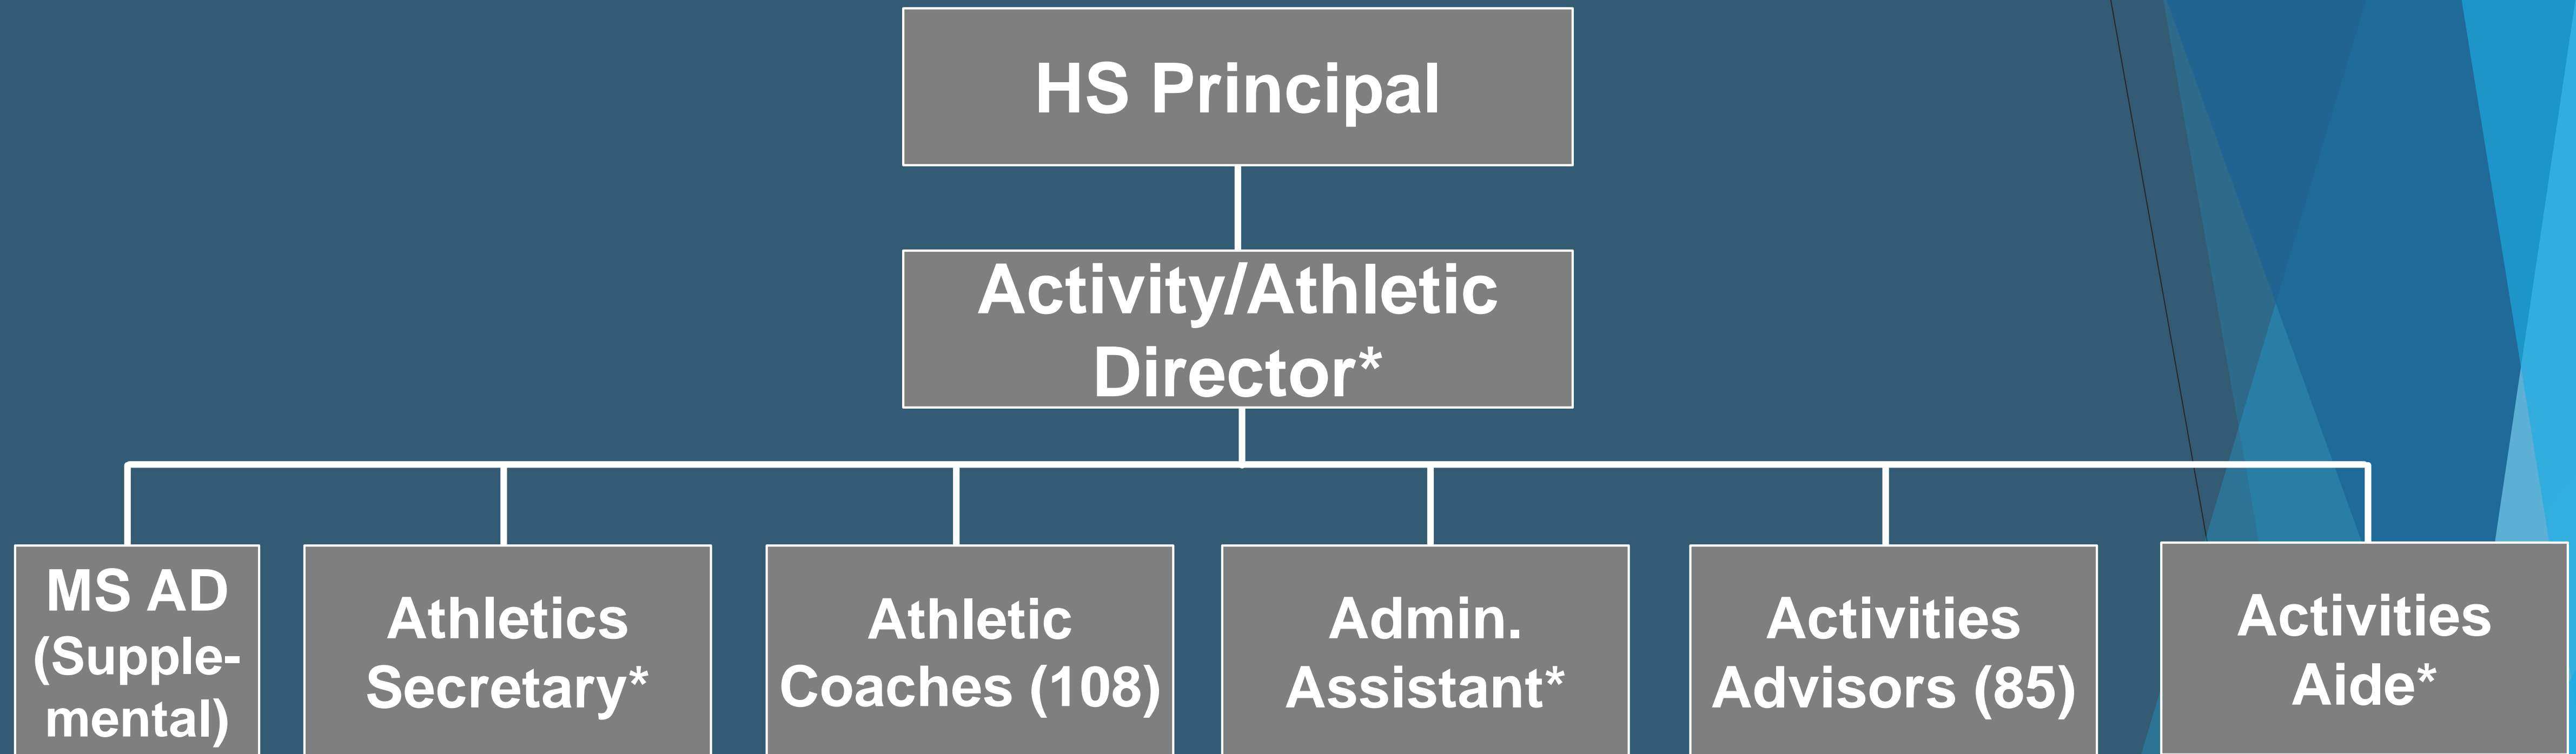 HS Principal
Activity/Athletic
Director*
MS AD
(Supple-
mental)
Athletics
Secretary*
Athletic
Coaches (108)
Admin.
Assistant*
Activities
Advisors (85)
Activities
Aide*